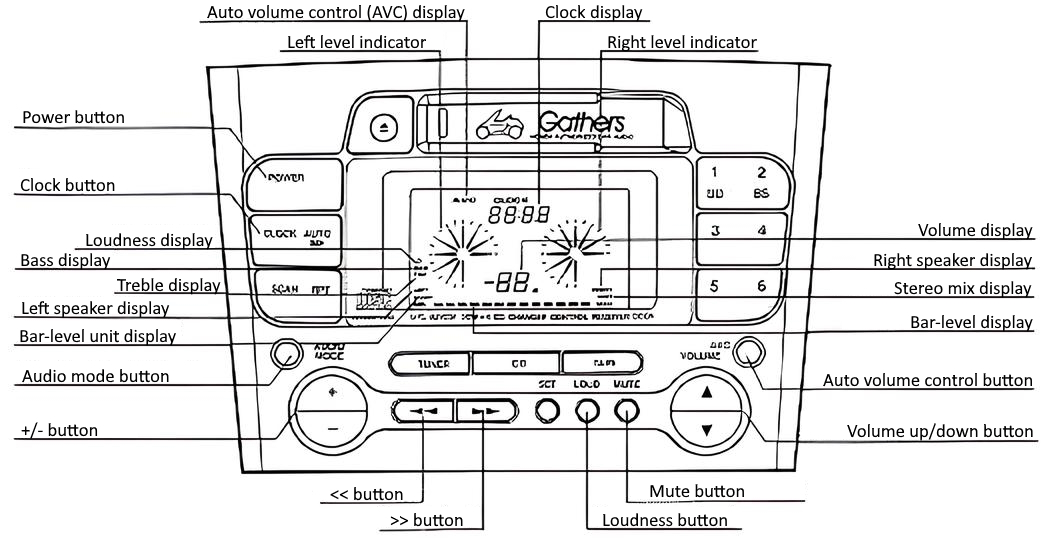 Auto volume control (AVC) display
Clock display
Left level indicator
Right level indicator
Power button
Gathers
POWER
1 2
Clock button
BS
CLOCK AUTO
3 4
CLOCK
88:88
Loudness display
Volume display
Bass display
Right speaker display
Treble display
SCAN RPT
5 6
-88.
Stereo mix display
Left speaker display
Bar-level display
Bar-level unit display
AUDIO
MODE
VOLUME
TUNER
CD
Audio mode button
Auto volume control button
SET LOUD MUTE
+
−
+/- button
Volume up/down button
<< button
Mute button
>> button
Loudness button